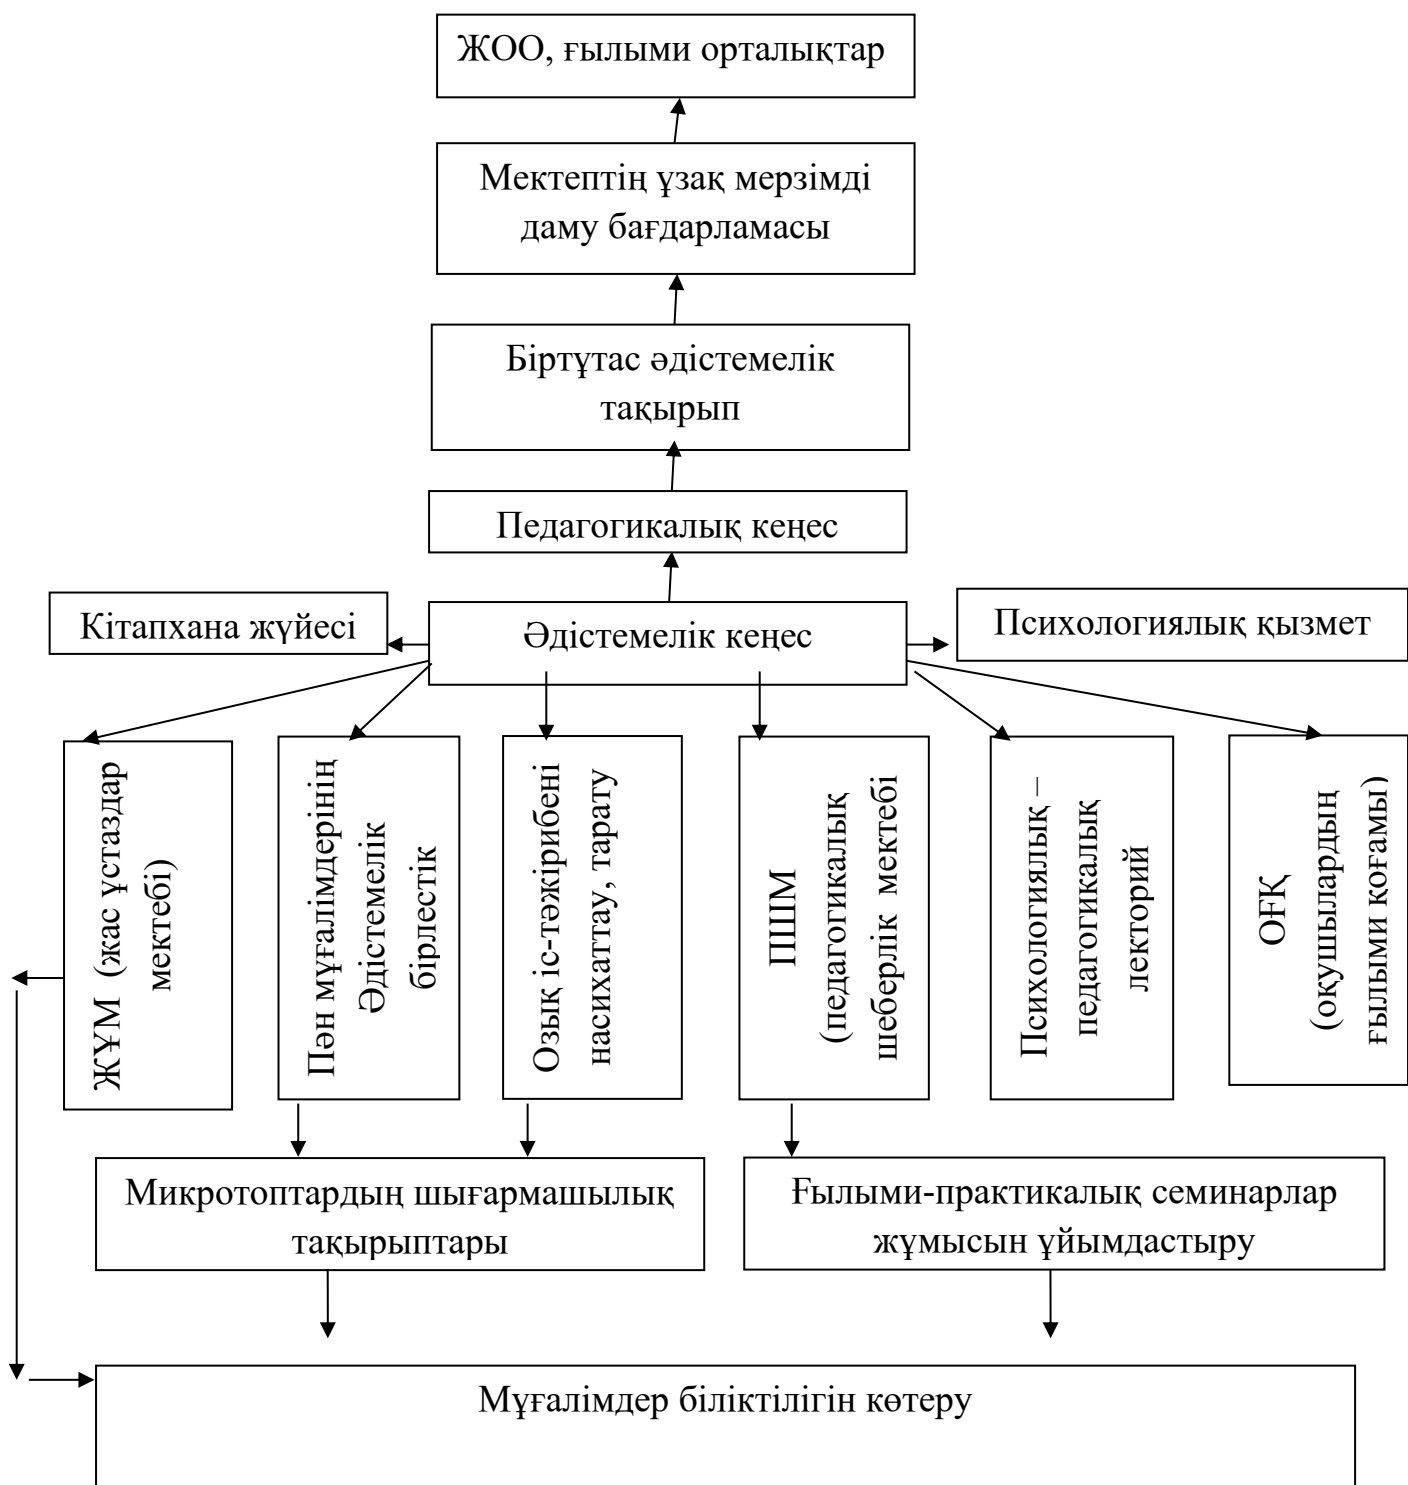 ЖОО, ғылыми орталықтар
Мектептің ұзақ мерзімді
даму бағдарламасы
Біртұтас әдістемелік
тақырып
Педагогикалық кеңес
Кітапхана жүйесі
Әдістемелік кеңес
Психологиялық қызмет
ЖҰМ (жас ұстаздар
мектебі)
Пән мұғалімдерінің
Әдістемелік
бірлестік
Озық іс-тәжірибені
насихаттау, тарату
ПШМ
(педагогикалық
шеберлік мектебі
Психологиялық –
педагогикалық
лекторий
ОҒҚ
(оқушылардың
ғылыми қоғамы)
Микротоптардың шығармашылық
тақырыптары
Ғылыми-практикалық семинарлар
жұмысын ұйымдастыру
Мұғалімдер біліктілігін көтеру